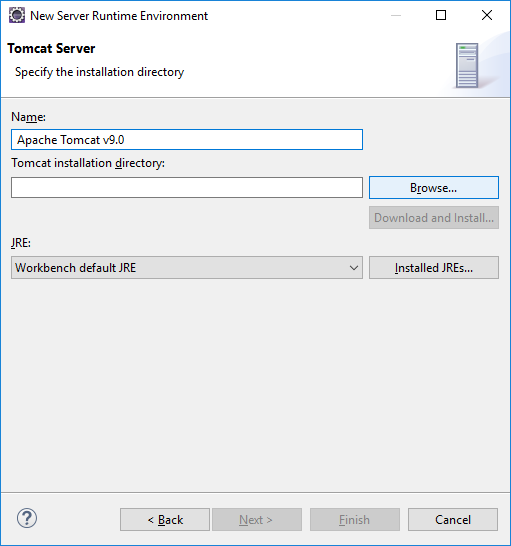 New Server Runtime Environment
Tomcat Server
Specify the installation directory
Name:
Apache Tomcat v9.0
Tomcat installation directory:
Browse...
Download and Install...
JRE:
Workbench default JRE
Installed JREs...
?
< Back
Next >
Finish
Cancel